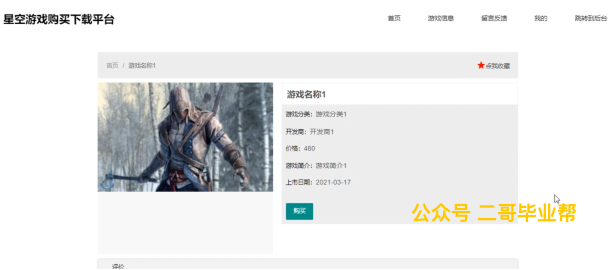 星空游戏购买下载平台
首页 游戏信息 留言反馈 我的 跳转到后台
首页 / 游戏名称1
★点我收藏
游戏名称1
游戏分类：游戏分类1
开发商：开发商1
价格：480
游戏简介：游戏简介1
上市日期：2021-03-17
购买
公众号 二哥毕业帮
评论